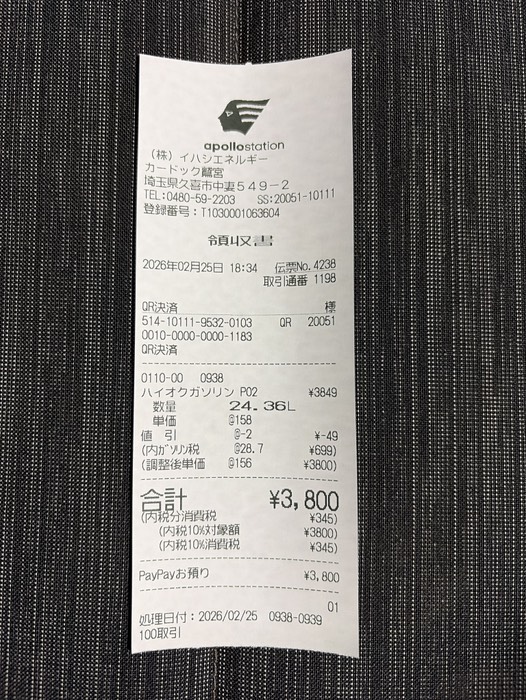 apollostation
(株)イハシエネルギー
カードック鷲宮
埼玉県久喜市中妻549-2
TEL:0480-59-2203 SS:20051-10111
登録番号:T1030001063604
領収書
2026年02月25日 18:34 伝票No.4238
取引通番 1198
QR決済 様
514-10111-9532-0103 QR 20051
0010-0000-0000-1183
QR決済
0110-00 0938
ハイオクガソリン P02 ¥3849
数量 24.36L
単価 @158
値 引 @-2 ¥-49
(内ガソリン税 @28.7 ¥699)
(調整後単価 @156 ¥3800)
合計 ¥3,800
(内税分消費税 ¥345)
(内税10%対象額 ¥3800)
(内税10%消費税 ¥345)
PayPayお預り ¥3,800
01
処理日付:2026/02/25 0938-0939
100取引